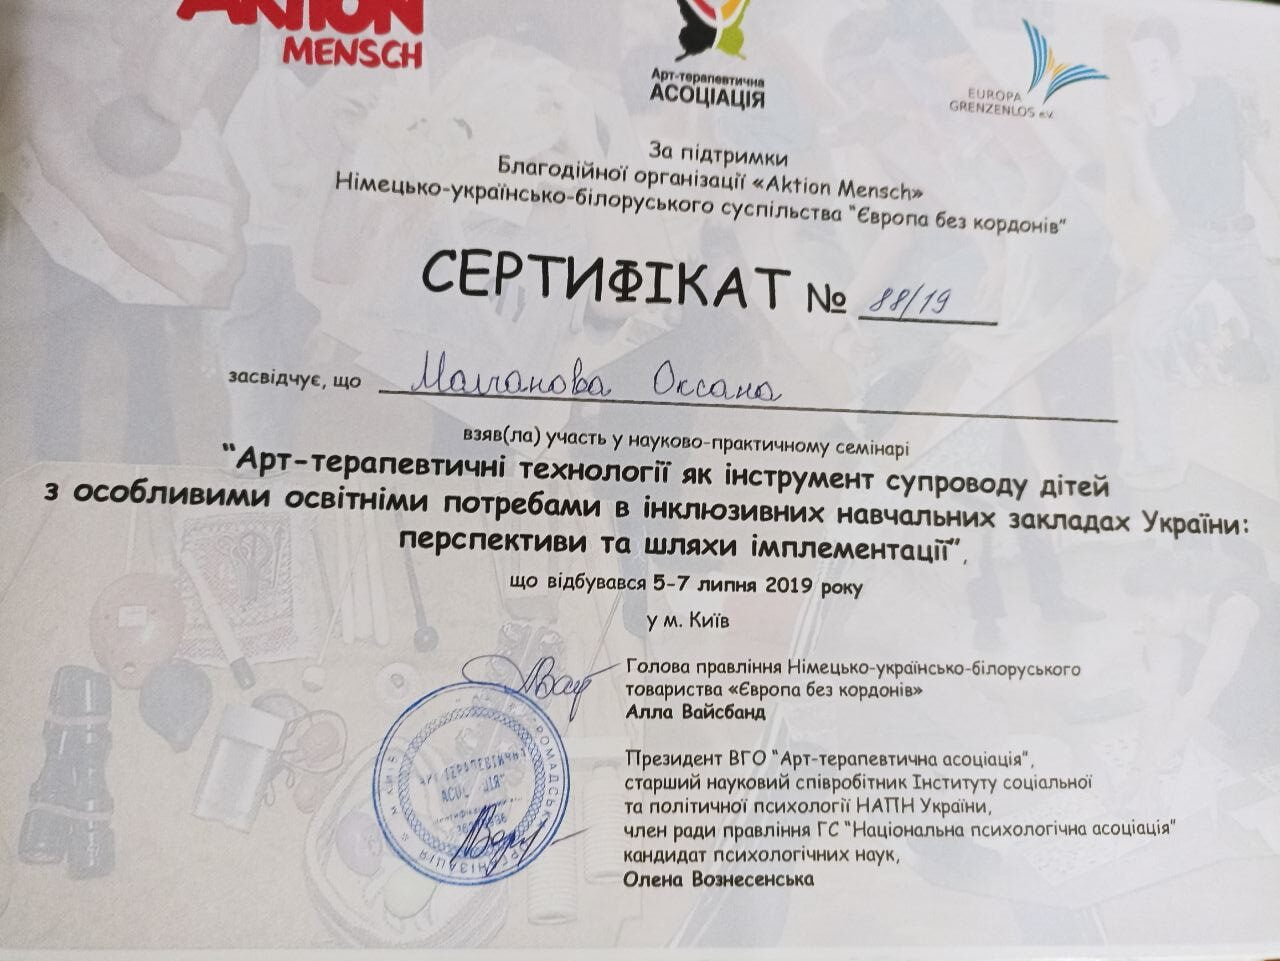 AKTION
MENSCH
Арт-терапевтична
АСОЦІАЦІЯ
EUROPA
GRENZENLOS e.V.
За підтримки
Благодійної організації «Aktion Mensch»
Німецько-українсько-білоруського суспільства "Європа без кордонів"
СЕРТИФІКАТ № 88/19
засвідчує, що Оксана
взяв(ла) участь у науково-практичному семінарі
"Арт-терапевтичні технології як інструмент супроводу дітей
з особливими освітніми потребами в інклюзивних навчальних закладах України:
перспективи та шляхи імплементації",
що відбувався 5-7 липня 2019 року
у м. Київ
Голова правління Німецько-українсько-білоруського
товариства «Європа без кордонів»
Алла Вайсбанд
Президент ВГО "Арт-терапевтична асоціація",
старший науковий співробітник Інституту соціальної
та політичної психології НАПН України,
член ради правління ГС "Національна психологічна асоціація"
кандидат психологічних наук,
Олена Вознесенська
АРТ-ТЕРАПЕВТИЧНА